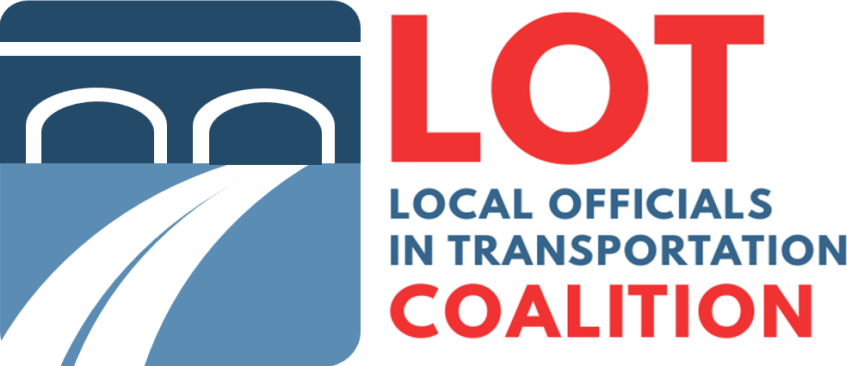 LOT
LOCAL OFFICIALS
IN TRANSPORTATION
COALITION